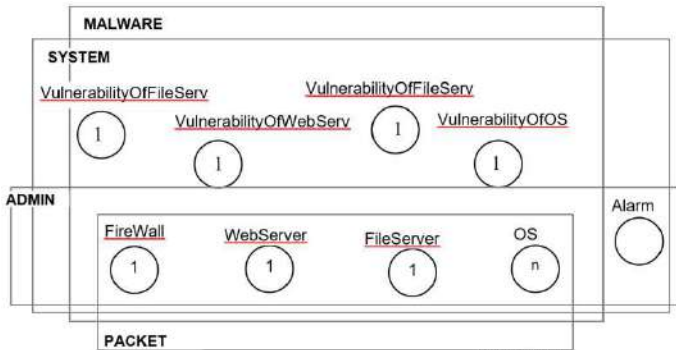 MALWARE
SYSTEM
VulnerabilityOfFileServ
VulnerabilityOfFileServ
VulnerabilityOfWebServ
VulnerabilityOfOS
1
1
1
1
ADMIN
Alarm
FireWall
WebServer
FileServer
OS
1
1
1
n
PACKET